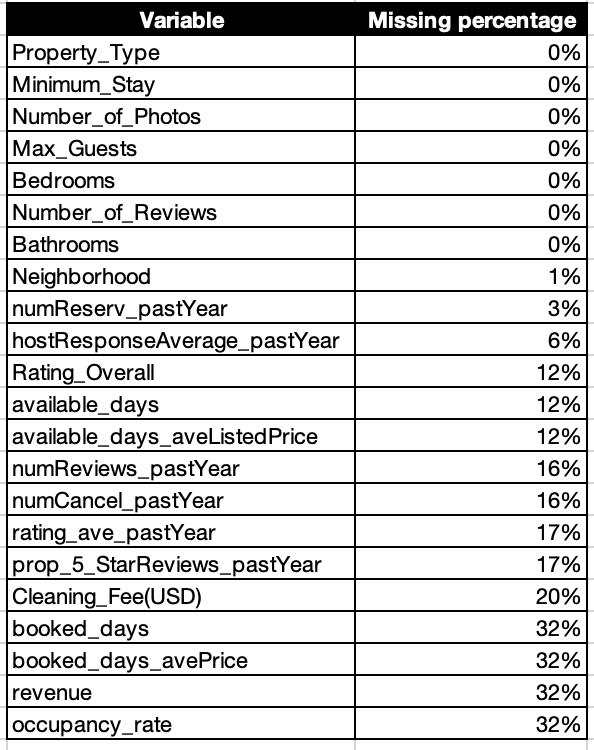 Variable Missing percentage
Property_Type 0%
Minimum_Stay 0%
Number_of_Photos 0%
Max_Guests 0%
Bedrooms 0%
Number_of_Reviews 0%
Bathrooms 0%
Neighborhood 1%
numReserv_pastYear 3%
hostResponseAverage_pastYear 6%
Rating_Overall 12%
available_days 12%
available_days_aveListedPrice 12%
numReviews_pastYear 16%
numCancel_pastYear 16%
rating_ave_pastYear 17%
prop_5_StarReviews_pastYear 17%
Cleaning_Fee(USD) 20%
booked_days 32%
booked_days_avePrice 32%
revenue 32%
occupancy_rate 32%